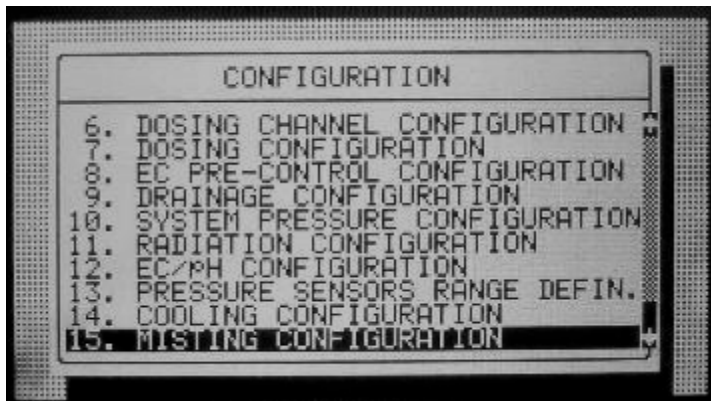 CONFIGURATION
6. DOSING CHANNEL CONFIGURATION
7. DOSING CONFIGURATION
8. EC PRE-CONTROL CONFIGURATION
9. DRAINAGE CONFIGURATION
10. SYSTEM PRESSURE CONFIGURATION
11. RADIATION CONFIGURATION
12. EC/PH CONFIGURATION
13. PRESSURE SENSORS RANGE DEFIN.
14. COOLING CONFIGURATION
15. MISTING CONFIGURATION